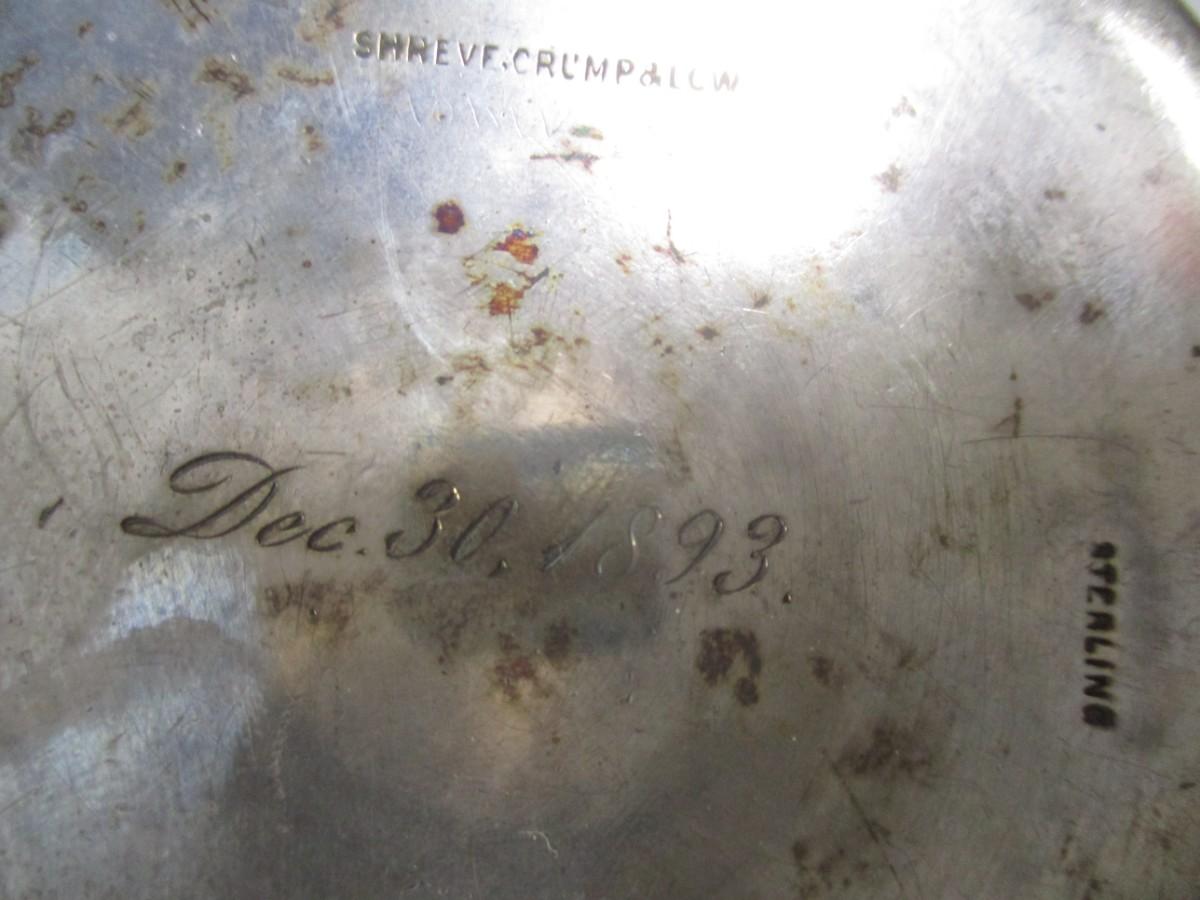 SHREVE, CRUMP & LOW
Dec. 30, 1893.
STERLING